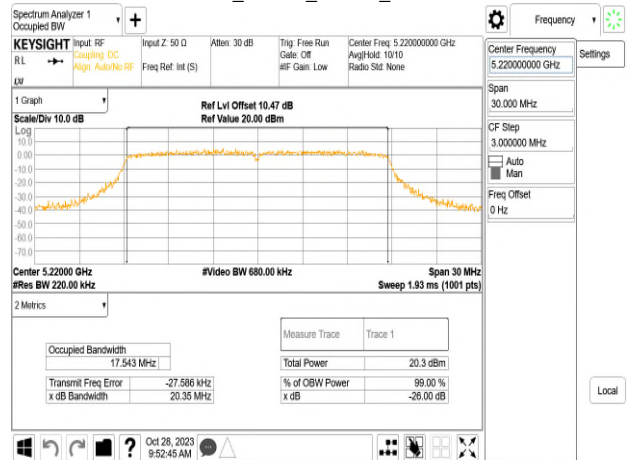 Spectrum Analyzer 1
Occupied BW
+
Frequency
KEYSIGHT
RL
LXI
Input: RF
Coupling: DC
Align: Auto/No RF
Input Z: 50 Ω
Freq Ref: Int (S)
Atten: 30 dB
Trig: Free Run
Gate: Off
#IF Gain: Low
Center Freq: 5.220000000 GHz
Avg|Hold: 10/10
Radio Std: None
Center Frequency
5.220000000 GHz
Settings
Span
30.000 MHz
CF Step
3.000000 MHz
Auto
Man
Freq Offset
0 Hz
Local
1 Graph
Scale/Div 10.0 dB
Ref Lvl Offset 10.47 dB
Ref Value 20.00 dBm
Log
10.0
0.00
-10.0
-20.0
-30.0
-40.0
-50.0
-60.0
-70.0
Center 5.22000 GHz
#Res BW 220.00 kHz
#Video BW 680.00 kHz
Span 30 MHz
Sweep 1.93 ms (1001 pts)
2 Metrics
Measure Trace Trace 1
Occupied Bandwidth
17.543 MHz
Total Power 20.3 dBm
Transmit Freq Error -27.586 kHz
% of OBW Power 99.00 %
x dB Bandwidth 20.35 MHz
x dB -26.00 dB
?
Oct 28, 2023
9:52:45 AM